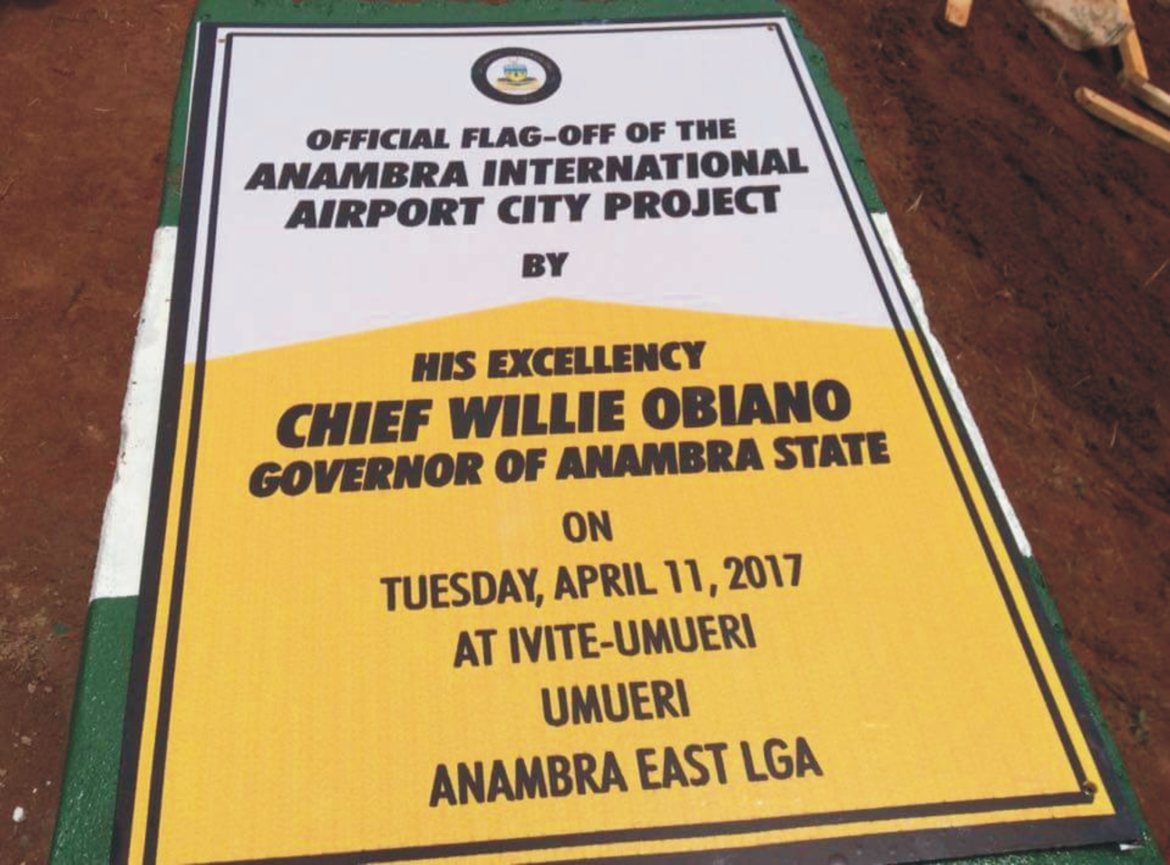 OFFICIAL FLAG-OFF OF THE
ANAMBRA INTERNATIONAL
AIRPORT CITY PROJECT
BY
HIS EXCELLENCY
CHIEF WILLIE OBIANO
GOVERNOR OF ANAMBRA STATE
ON
TUESDAY, APRIL 11, 2017
AT IVITE-UMUERI
UMUERI
ANAMBRA EAST LGA